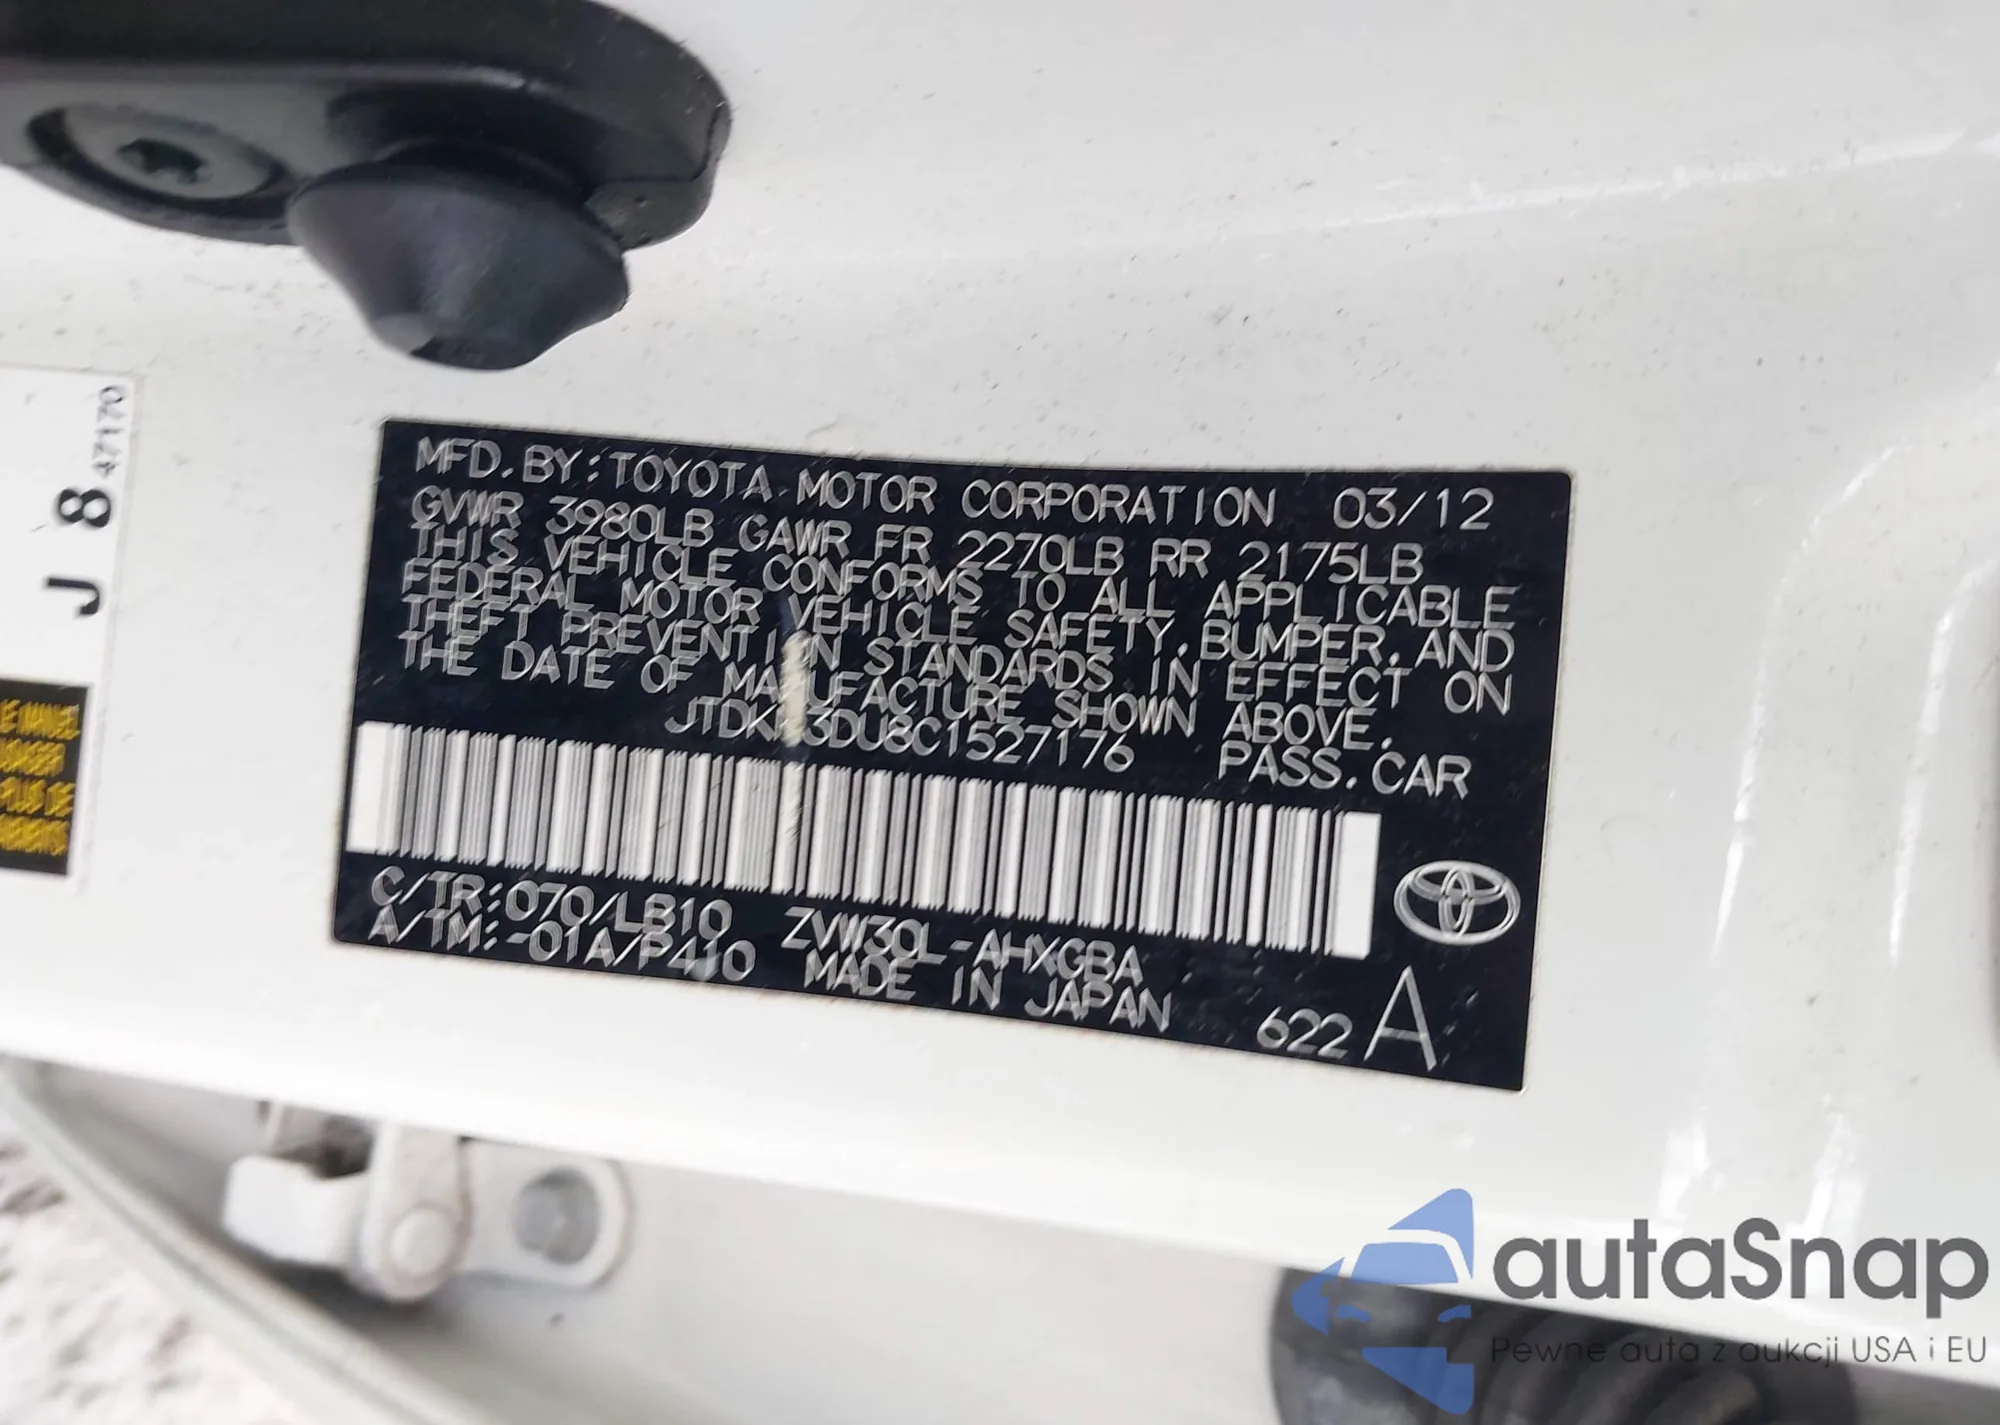 MFD. BY: TOYOTA MOTOR CORPORATION 03/12
GVWR 3980LB GAWR FR 2270LB RR 2175LB
THIS VEHICLE CONFORMS TO ALL APPLICABLE
FEDERAL MOTOR VEHICLE SAFETY, BUMPER, AND
THEFT PREVENTION STANDARDS IN EFFECT ON
THE DATE OF MANUFACTURE SHOWN ABOVE.
PASS. CAR
C/TR: 070/LB10 ZVW30L-AHXGBA
A/TM: -01A/P410 MADE IN JAPAN
622 A
J 8 47170
autaSnap
Pewne auta z aukcji USA i EU